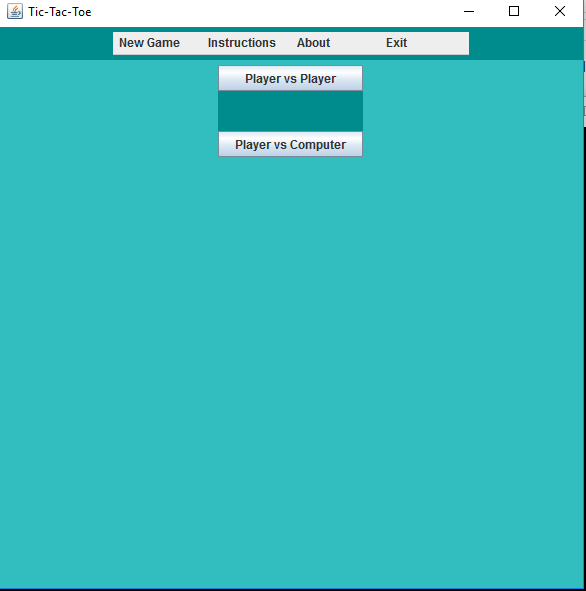 Tic-Tac-Toe
New Game Instructions About Exit
Player vs Player
Player vs Computer